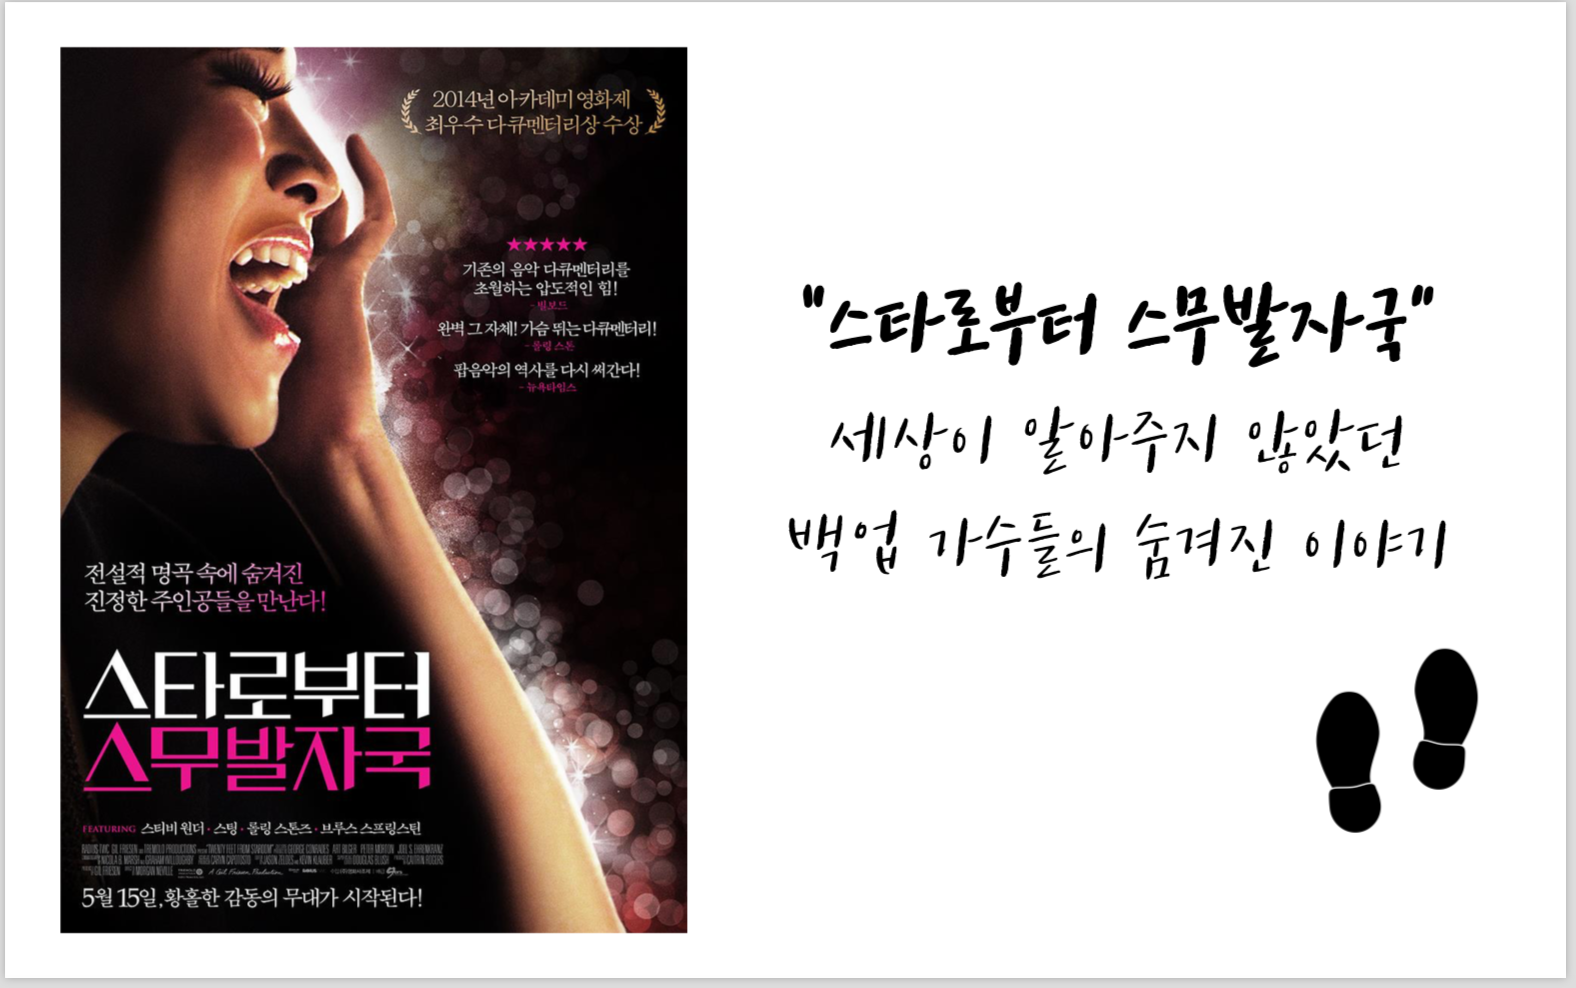 2014년 아카데미 영화제
최우수 다큐멘터리상 수상
★★★★★
기존의 음악 다큐멘터리를
초월하는 압도적인 힘!
- 빌보드
완벽 그 자체! 가슴 뛰는 다큐멘터리!
- 롤링 스톤
팝음악의 역사를 다시 써간다!
- 뉴욕타임스
전설적 명곡 속에 숨겨진
진정한 주인공들을 만난다!
스타로부터
스무발자국
FEATURING 스티비 원더 · 스팅 · 롤링 스톤즈 · 브루스 스프링스틴
5월 15일, 황홀한 감동의 무대가 시작된다!
"스타로부터 스무발자국"
세상이 알아주지 않았던
백업 가수들의 숨겨진 이야기